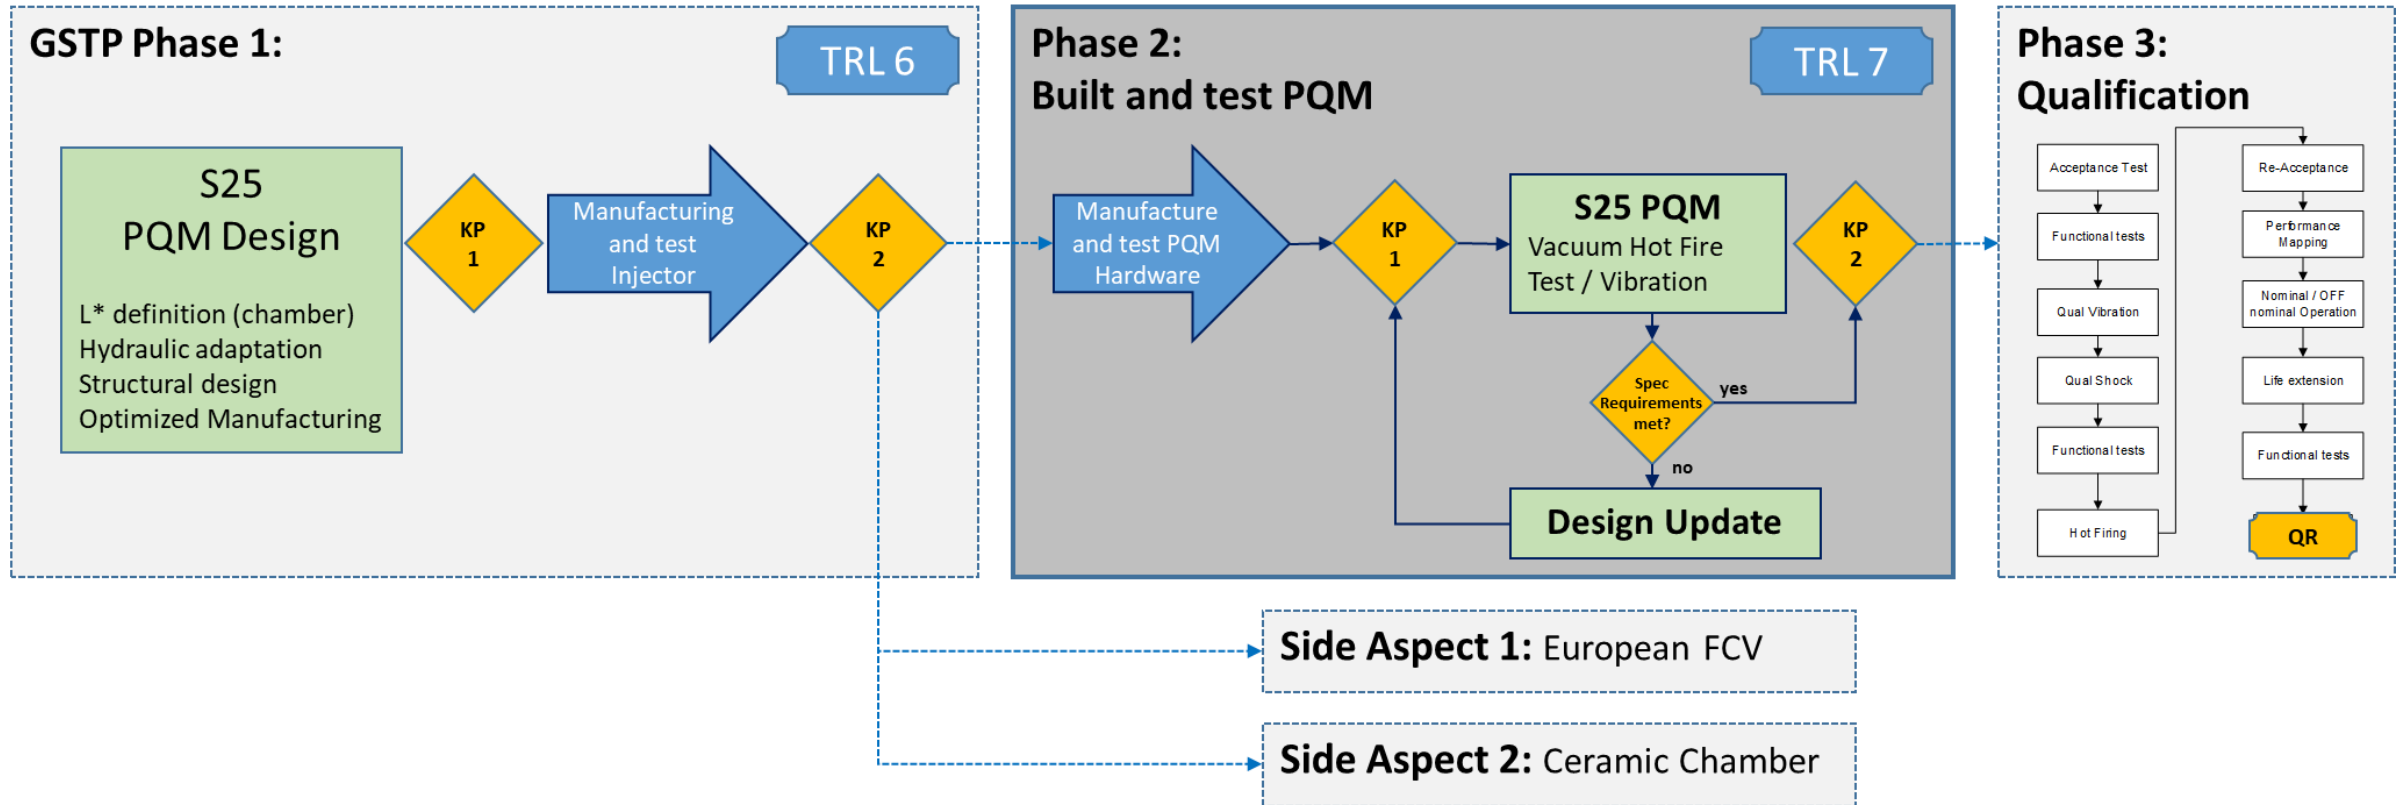 GSTP Phase 1:
TRL 6
S25
PQM Design
L* definition (chamber)
Hydraulic adaptation
Structural design
Optimized Manufacturing
KP
1
Manufacturing
and test
Injector
KP
2
Phase 2:
Built and test PQM
TRL 7
Manufacture
and test PQM
Hardware
KP
1
S25 PQM
Vacuum Hot Fire
Test / Vibration
KP
2
Spec
Requirements
met?
yes
no
Design Update
Phase 3:
Qualification
Acceptance Test
Functional tests
Qual Vibration
Qual Shock
Functional tests
Hot Firing
Re-Acceptance
Performance
Mapping
Nominal / OFF
nominal Operation
Life extension
Functional tests
QR
Side Aspect 1: European FCV
Side Aspect 2: Ceramic Chamber